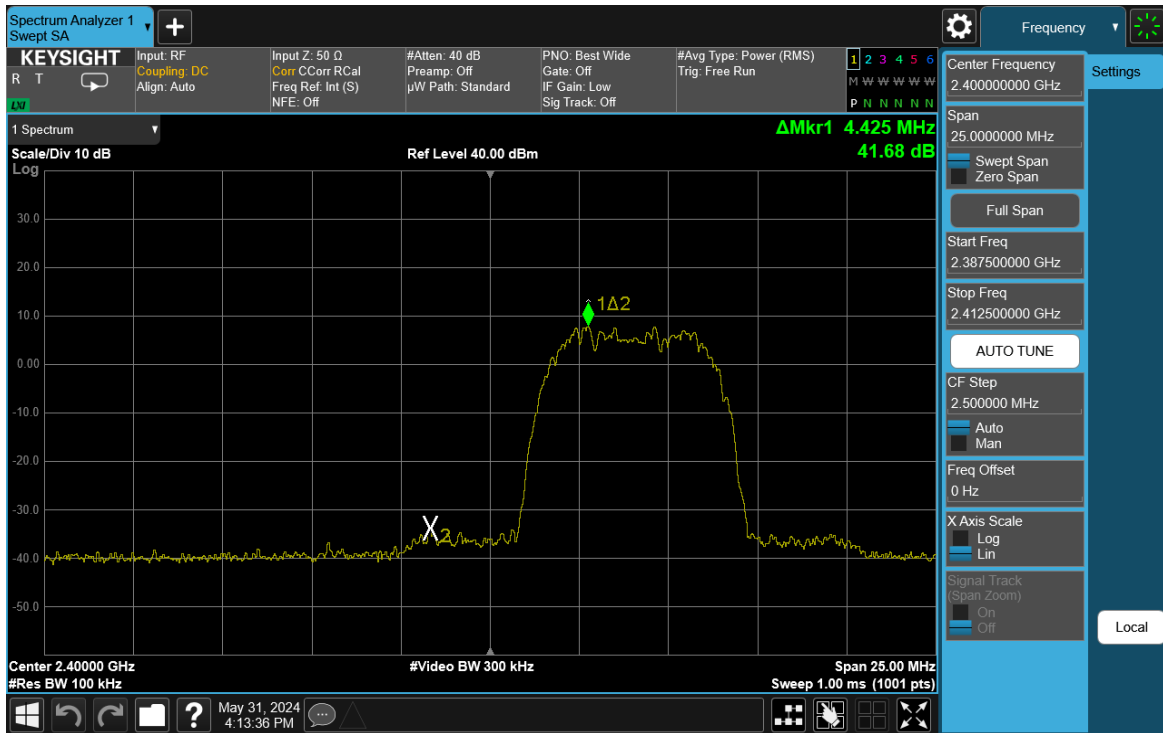 Spectrum Analyzer 1
Swept SA
+
Frequency
KEYSIGHT
R T
LXI
Input: RF
Coupling: DC
Align: Auto
Input Z: 50 Ω
Corr CCorr RCal
Freq Ref: Int (S)
NFE: Off
#Atten: 40 dB
Preamp: Off
µW Path: Standard
PNO: Best Wide
Gate: Off
IF Gain: Low
Sig Track: Off
#Avg Type: Power (RMS)
Trig: Free Run
1 2 3 4 5 6
M W W W W W
P N N N N N
1 Spectrum
ΔMkr1 4.425 MHz
41.68 dB
Scale/Div 10 dB
Ref Level 40.00 dBm
Log
30.0
20.0
10.0
0.00
-10.0
-20.0
-30.0
-40.0
-50.0
1Δ2
X2
Center 2.40000 GHz
#Video BW 300 kHz
Span 25.00 MHz
#Res BW 100 kHz
Sweep 1.00 ms (1001 pts)
Center Frequency
2.400000000 GHz
Settings
Span
25.0000000 MHz
Swept Span
Zero Span
Full Span
Start Freq
2.387500000 GHz
Stop Freq
2.412500000 GHz
AUTO TUNE
CF Step
2.500000 MHz
Auto
Man
Freq Offset
0 Hz
X Axis Scale
Log
Lin
Signal Track
(Span Zoom)
On
Off
Local
?
May 31, 2024
4:13:36 PM